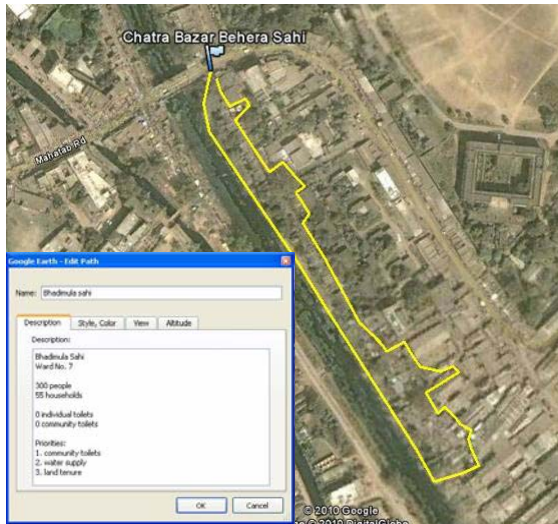 Chatra Bazar Behera Sahi
Mahatab Rd
Google Earth - Edit Path
Name: Bhadimula sahi
Description Style, Color View Altitude
Description:
Bhadimula Sahi
Ward No. 7
300 people
55 households
0 individual toilets
0 community toilets
Priorities:
1. community toilets
2. water supply
3. land tenure
OK Cancel
© 2010 Google
2010 DigitalGlobe